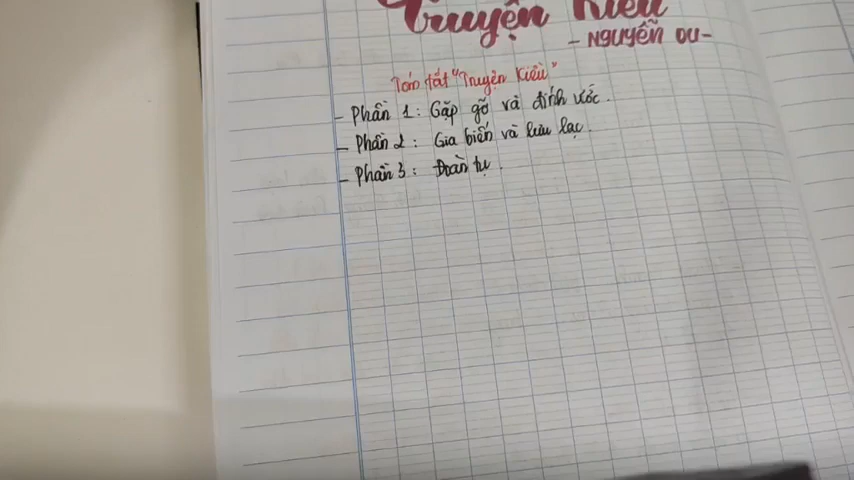 Truyện Kiều
- NGUYỄN DU-
Tóm tắt "Truyện Kiều"
- Phần 1: Gặp gỡ và đính ước.
- Phần 2: Gia biến và lưu lạc.
- Phần 3: Đoàn tụ.